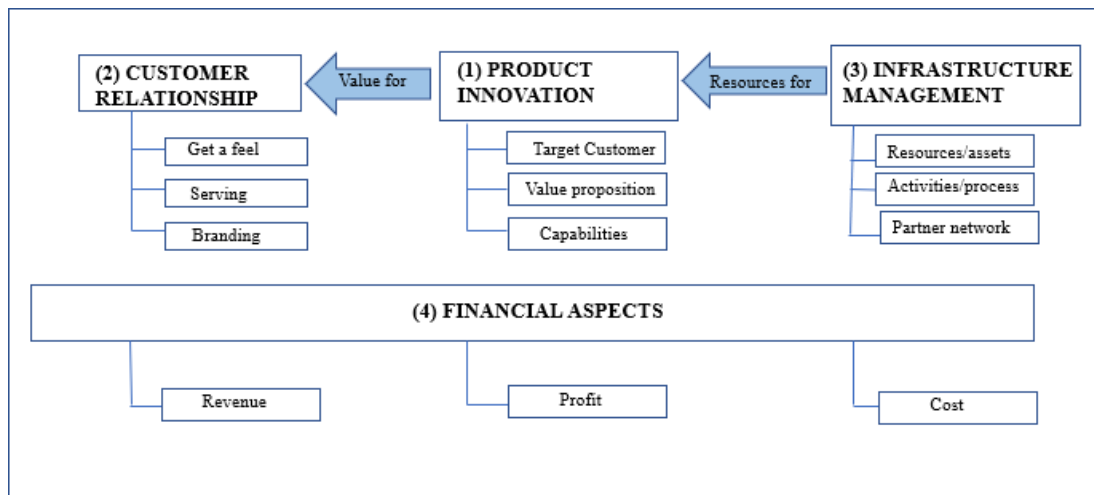 (2) CUSTOMER
RELATIONSHIP
Value for
(1) PRODUCT
INNOVATION
Resources for
(3) INFRASTRUCTURE
MANAGEMENT
Get a feel
Serving
Branding
Target Customer
Value proposition
Capabilities
Resources/assets
Activities/process
Partner network
(4) FINANCIAL ASPECTS
Revenue
Profit
Cost